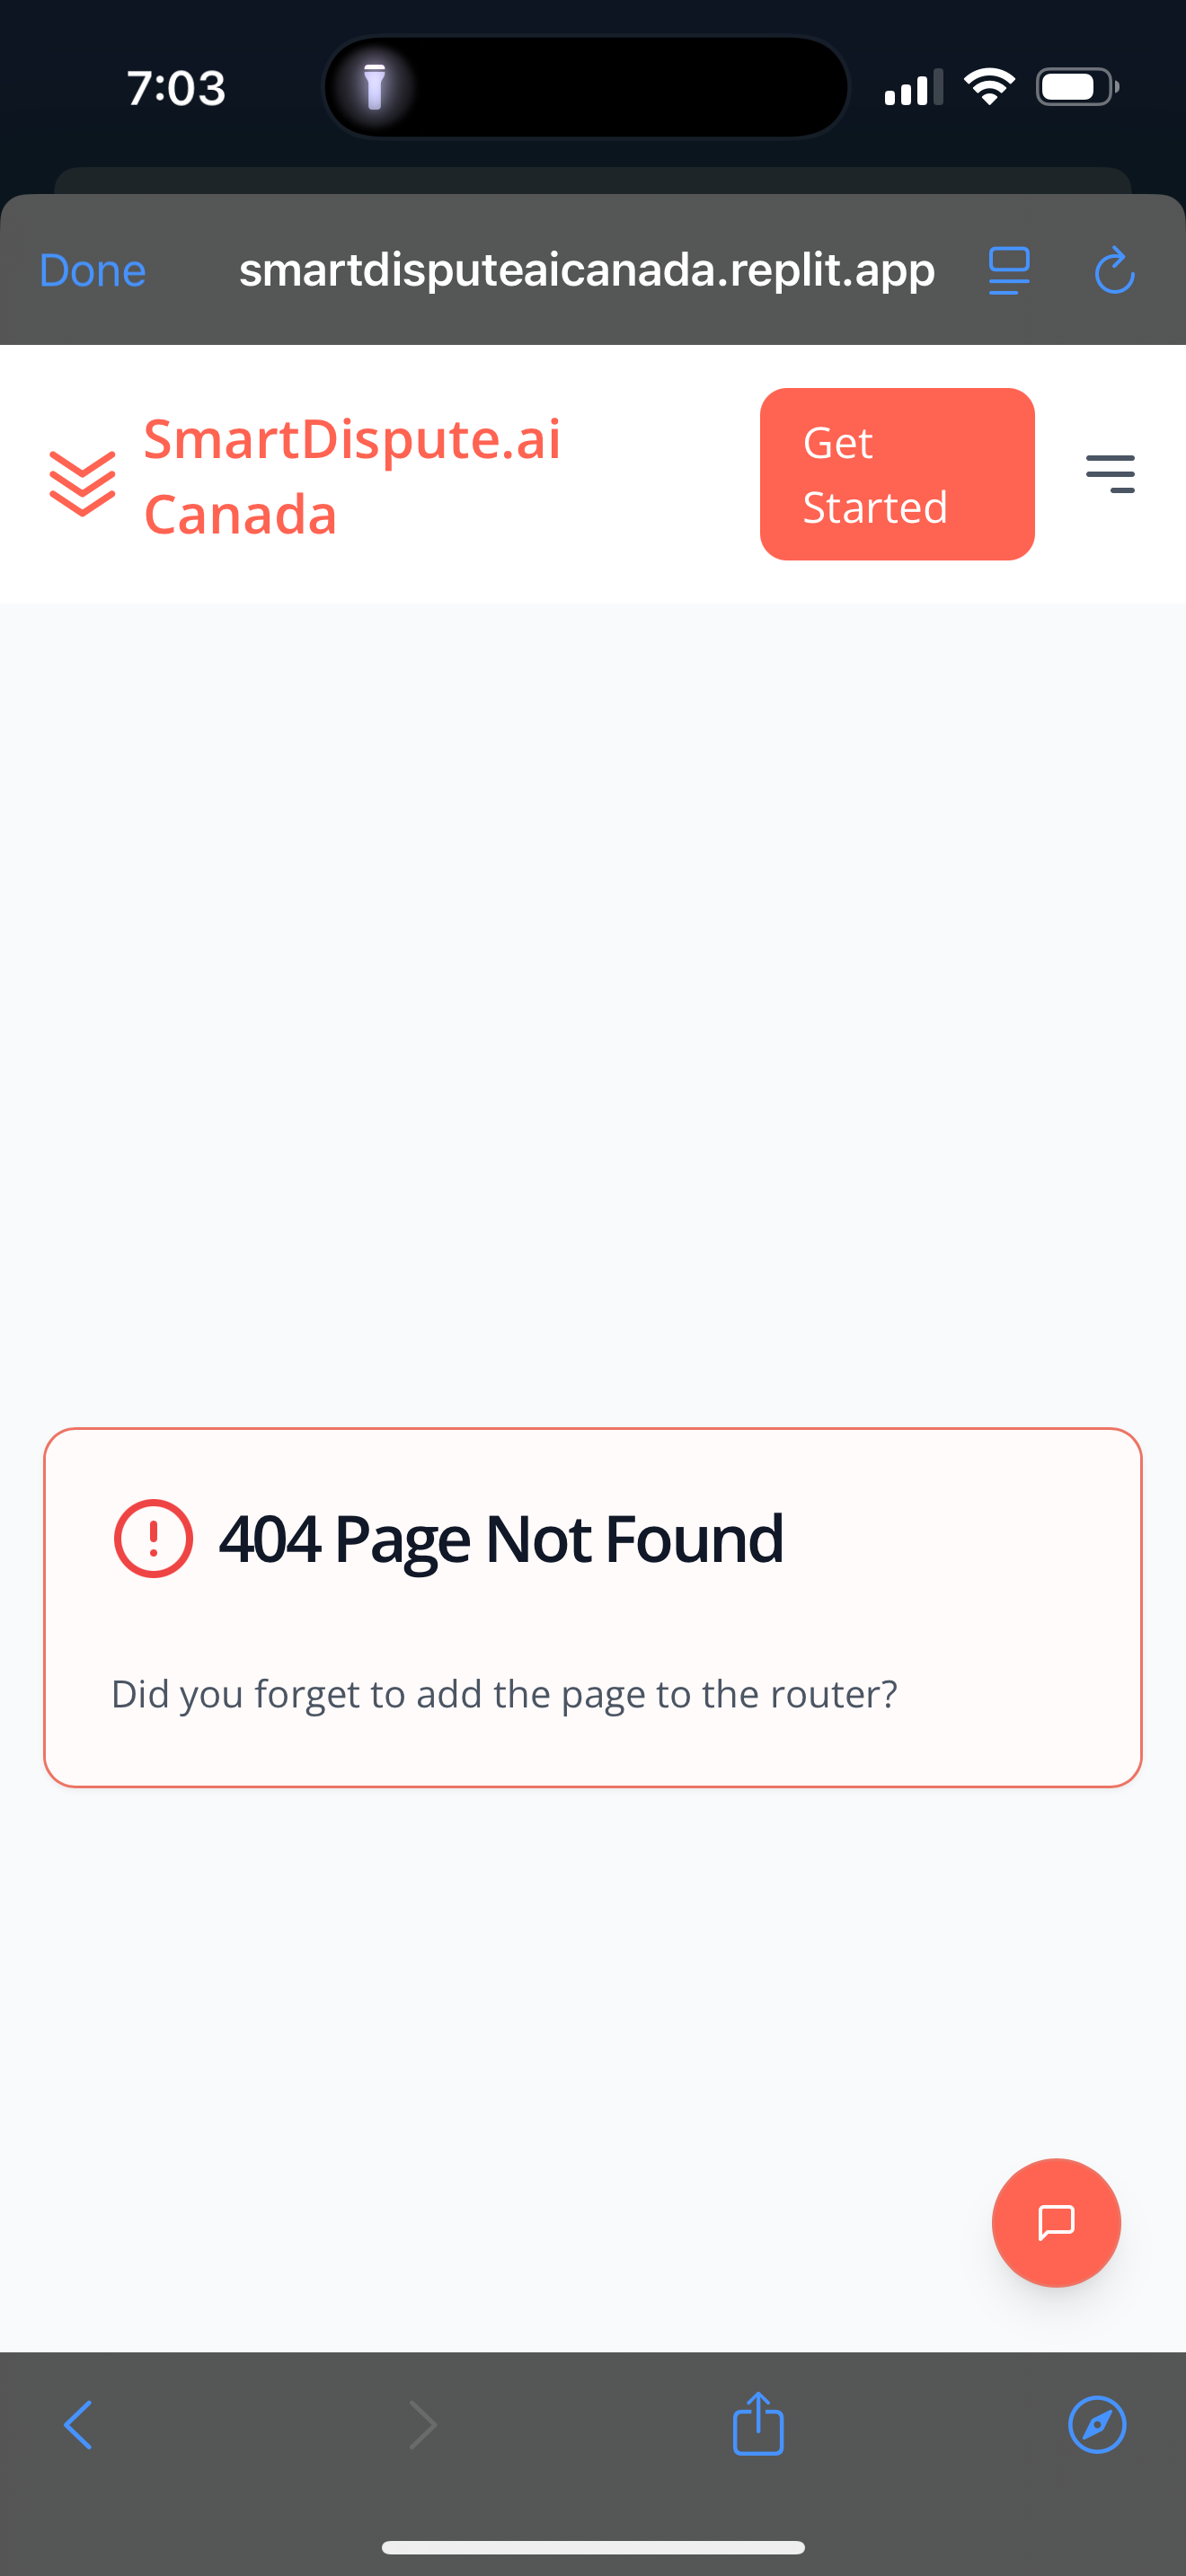 7:03
Done
smartdisputeaicanada.replit.app
SmartDispute.ai
Canada
Get
Started
404 Page Not Found
Did you forget to add the page to the router?